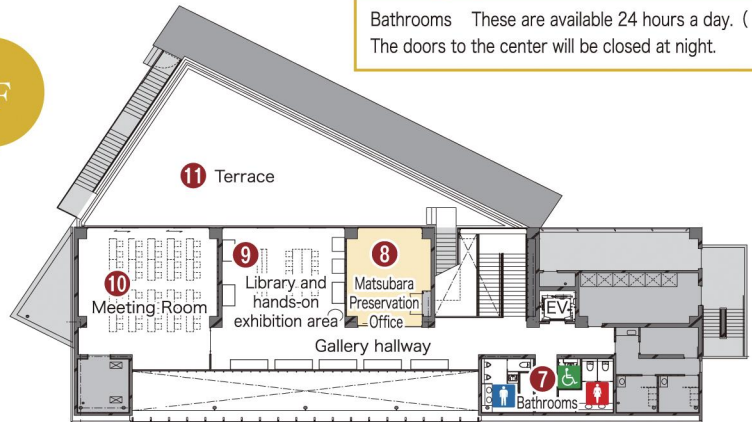 Bathrooms These are available 24 hours a day. (
The doors to the center will be closed at night.
F
11 Terrace
10
Meeting Room
9
Library and
hands-on
exhibition area
8
Matsubara
Preservation
Office
EV
Gallery hallway
7
Bathrooms